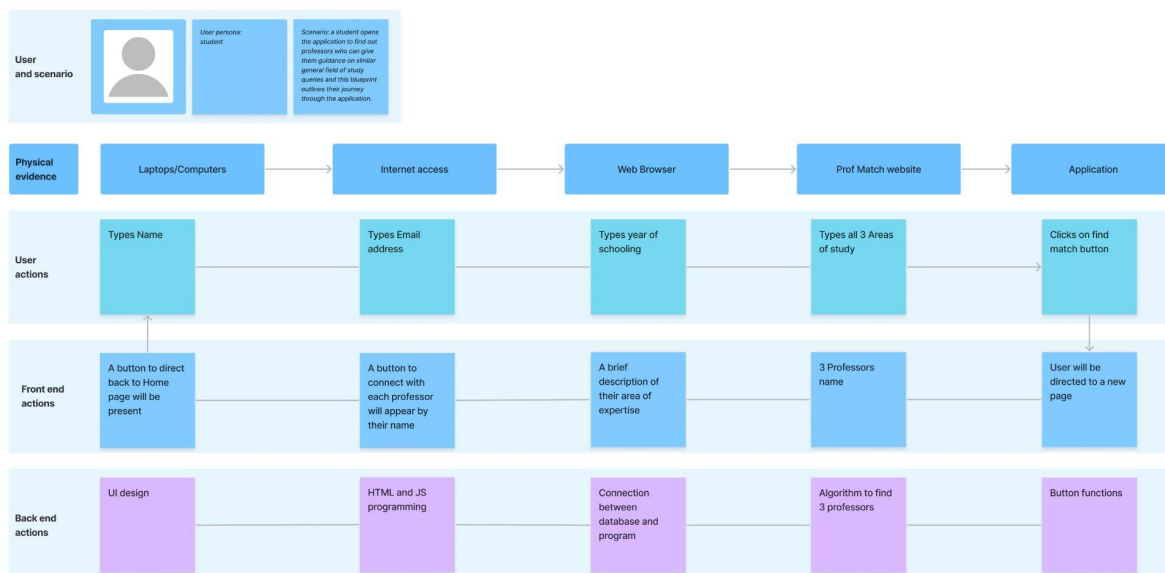 User
and scenario
User persona:
student
Scenario: a student opens
the application to find out
professors who can give
them guidance on similar
general field of study
queries and this blueprint
outlines their journey
through the application.
Physical
evidence
Laptops/Computers
Internet access
Web Browser
Prof Match website
Application
User
actions
Types Name
Types Email
address
Types year of
schooling
Types all 3 Areas
of study
Clicks on find
match button
Front end
actions
A button to direct
back to Home
page will be
present
A button to
connect with
each professor
will appear by
their name
A brief
description of
their area of
expertise
3 Professors
name
User will be
directed to a new
page
Back end
actions
UI design
HTML and JS
programming
Connection
between
database and
program
Algorithm to find
3 professors
Button functions